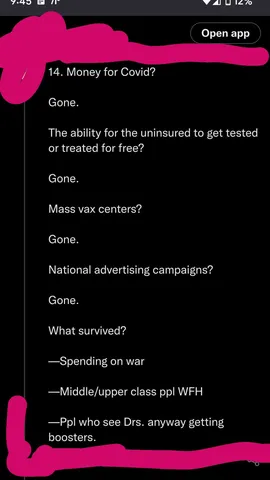 9:45
12%
Open app
14. Money for Covid?
Gone.
The ability for the uninsured to get tested
or treated for free?
Gone.
Mass vax centers?
Gone.
National advertising campaigns?
Gone.
What survived?
—Spending on war
—Middle/upper class ppl WFH
—Ppl who see Drs. anyway getting
boosters.